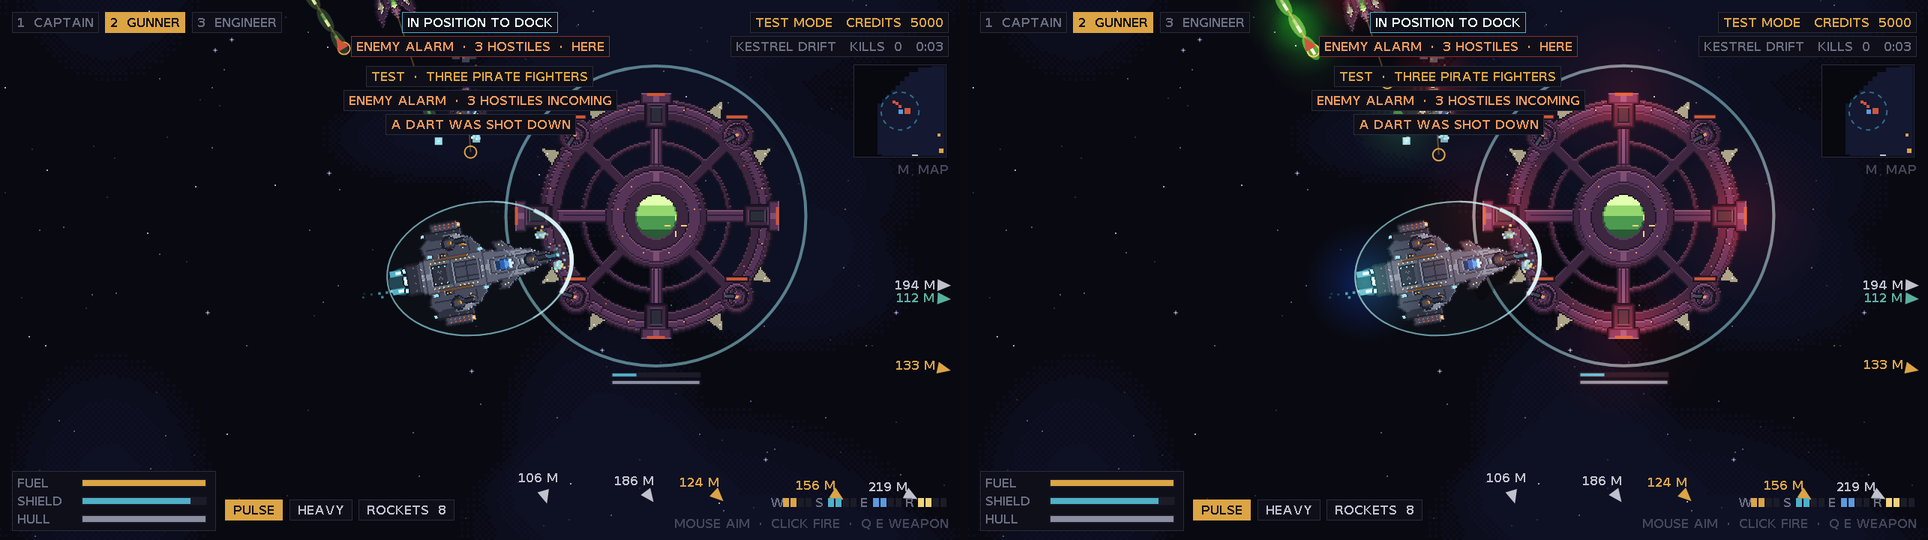 1 CAPTAIN 2 GUNNER 3 ENGINEER
IN POSITION TO DOCK
TEST MODE CREDITS 5000
ENEMY ALARM · 3 HOSTILES · HERE
KESTREL DRIFT KILLS 0 0:03
TEST · THREE PIRATE FIGHTERS
ENEMY ALARM · 3 HOSTILES INCOMING
A DART WAS SHOT DOWN
M MAP
194 M
112 M
133 M
106 M
186 M
124 M
156 M
219 M
FUEL
SHIELD
HULL
PULSE HEAVY ROCKETS 8
W S E R
MOUSE AIM · CLICK FIRE · Q E WEAPON
1 CAPTAIN 2 GUNNER 3 ENGINEER
IN POSITION TO DOCK
TEST MODE CREDITS 5000
ENEMY ALARM · 3 HOSTILES · HERE
KESTREL DRIFT KILLS 0 0:03
TEST · THREE PIRATE FIGHTERS
ENEMY ALARM · 3 HOSTILES INCOMING
A DART WAS SHOT DOWN
M MAP
194 M
112 M
133 M
106 M
186 M
124 M
156 M
219 M
FUEL
SHIELD
HULL
PULSE HEAVY ROCKETS 8
W S E R
MOUSE AIM · CLICK FIRE · Q E WEAPON